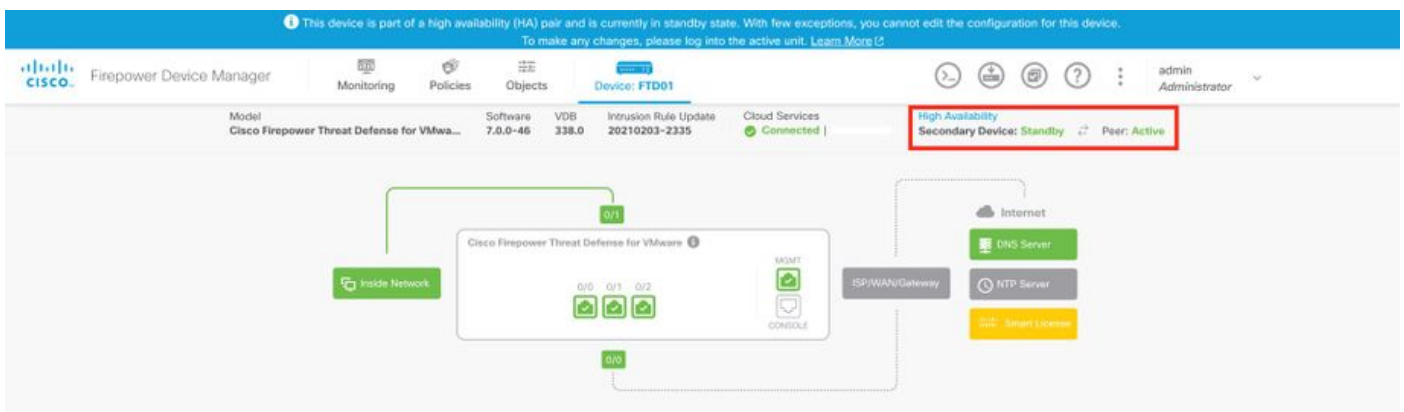 This device is part of a high availability (HA) pair and is currently in standby state. With few exceptions, you cannot edit the configuration for this device.
To make any changes, please log into the active unit. Learn More
CISCO
Firepower Device Manager
Monitoring
Policies
Objects
Device: FTD01
admin
Administrator
Model
Cisco Firepower Threat Defense for VMwa...
Software
7.0.0-46
VDB
338.0
Intrusion Rule Update
20210203-2335
Cloud Services
Connected |
High Availability
Secondary Device: Standby
Peer: Active
0/1
Internet
Cisco Firepower Threat Defense for VMware
DNS Server
MGMT
Inside Network
0/0 0/1 0/2
ISP/WAN/Gateway
NTP Server
CONSOLE
Smart License
0/0